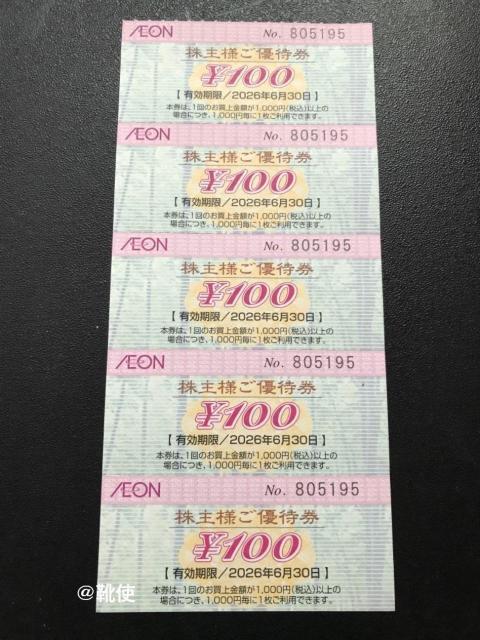 ÆON No. 805195
株主様ご優待券
¥100
【 有効期限／2026年6月30日 】
本券は、1回のお買上金額が1,000円(税込)以上の
場合につき、1,000円毎に1枚ご利用できます。
ÆON No. 805195
株主様ご優待券
¥100
【 有効期限／2026年6月30日 】
本券は、1回のお買上金額が1,000円(税込)以上の
場合につき、1,000円毎に1枚ご利用できます。
ÆON No. 805195
株主様ご優待券
¥100
【 有効期限／2026年6月30日 】
本券は、1回のお買上金額が1,000円(税込)以上の
場合につき、1,000円毎に1枚ご利用できます。
ÆON No. 805195
株主様ご優待券
¥100
【 有効期限／2026年6月30日 】
本券は、1回のお買上金額が1,000円(税込)以上の
場合につき、1,000円毎に1枚ご利用できます。
ÆON No. 805195
株主様ご優待券
¥100
【 有効期限／2026年6月30日 】
本券は、1回のお買上金額が1,000円(税込)以上の
場合につき、1,000円毎に1枚ご利用できます。
@靴使